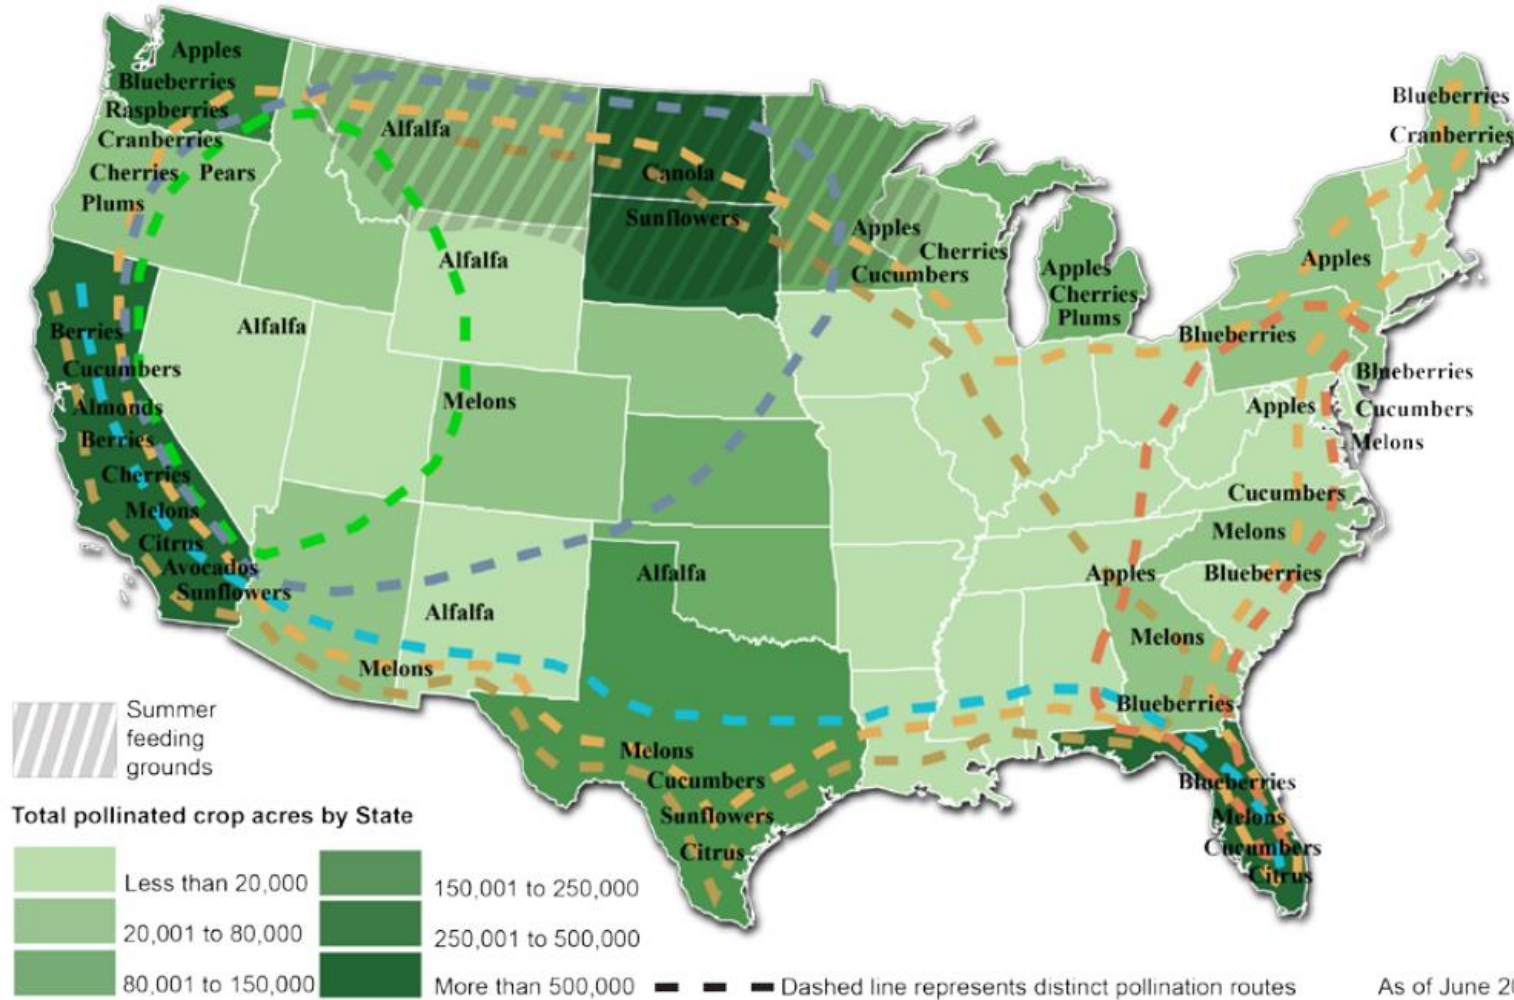 Apples
Blueberries
Raspberries
Cranberries
Cherries Pears
Plums
Alfalfa
Canola
Sunflowers
Alfalfa
Alfalfa
Melons
Apples
Cherries
Cucumbers
Apples
Cherries
Plums
Blueberries
Cranberries
Apples
Blueberries
Blueberries
Apples
Cucumbers
Melons
Berries
Cucumbers
Almonds
Berries
Cherries
Melons
Citrus
Avocados
Sunflowers
Alfalfa
Alfalfa
Melons
Cucumbers
Melons
Apples
Blueberries
Melons
Blueberries
Melons
Cucumbers
Sunflowers
Citrus
Blueberries
Melons
Cucumbers
Citrus
Summer
feeding
grounds
Total pollinated crop acres by State
Less than 20,000
20,001 to 80,000
80,001 to 150,000
150,001 to 250,000
250,001 to 500,000
More than 500,000
Dashed line represents distinct pollination routes
As of June